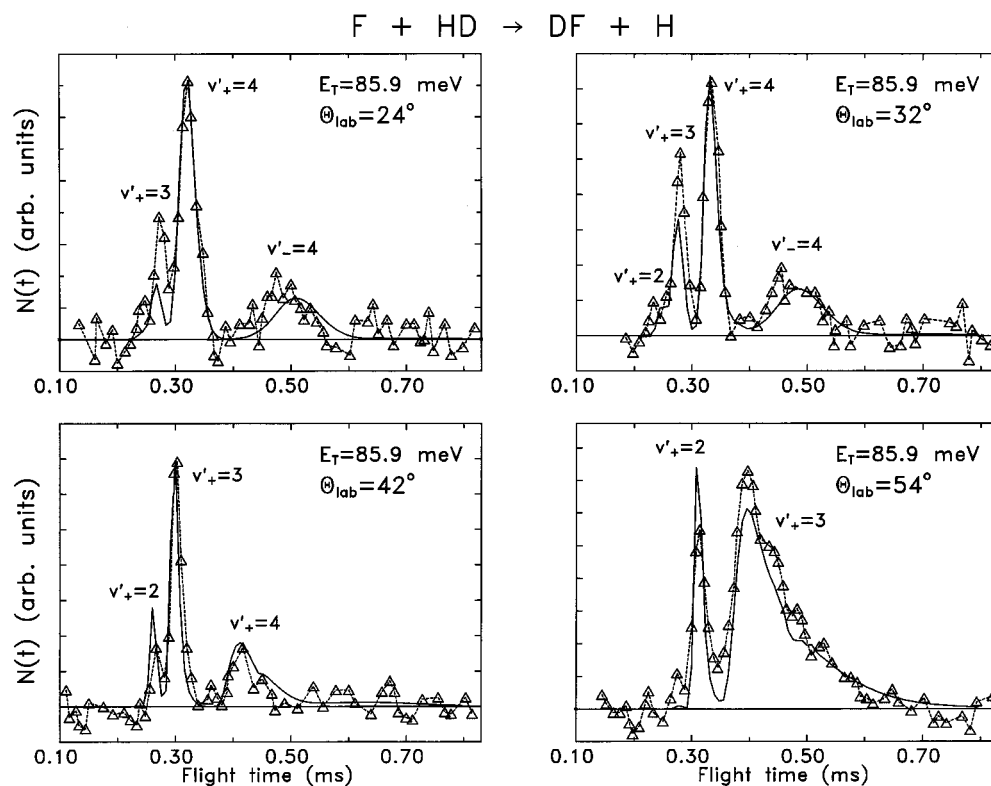 F + HD → DF + H
N(t) (arb. units)
v'₊=3
v'₊=4
E_T=85.9 meV
Θ_lab=24°
v'₋=4
0.10 0.30 0.50 0.70
v'₊=2
v'₊=3
v'₊=4
E_T=85.9 meV
Θ_lab=32°
v'₋=4
0.10 0.30 0.50 0.70
N(t) (arb. units)
v'₊=2
v'₊=3
E_T=85.9 meV
Θ_lab=42°
v'₊=4
0.10 0.30 0.50 0.70
Flight time (ms)
v'₊=2
E_T=85.9 meV
Θ_lab=54°
v'₊=3
0.10 0.30 0.50 0.70
Flight time (ms)